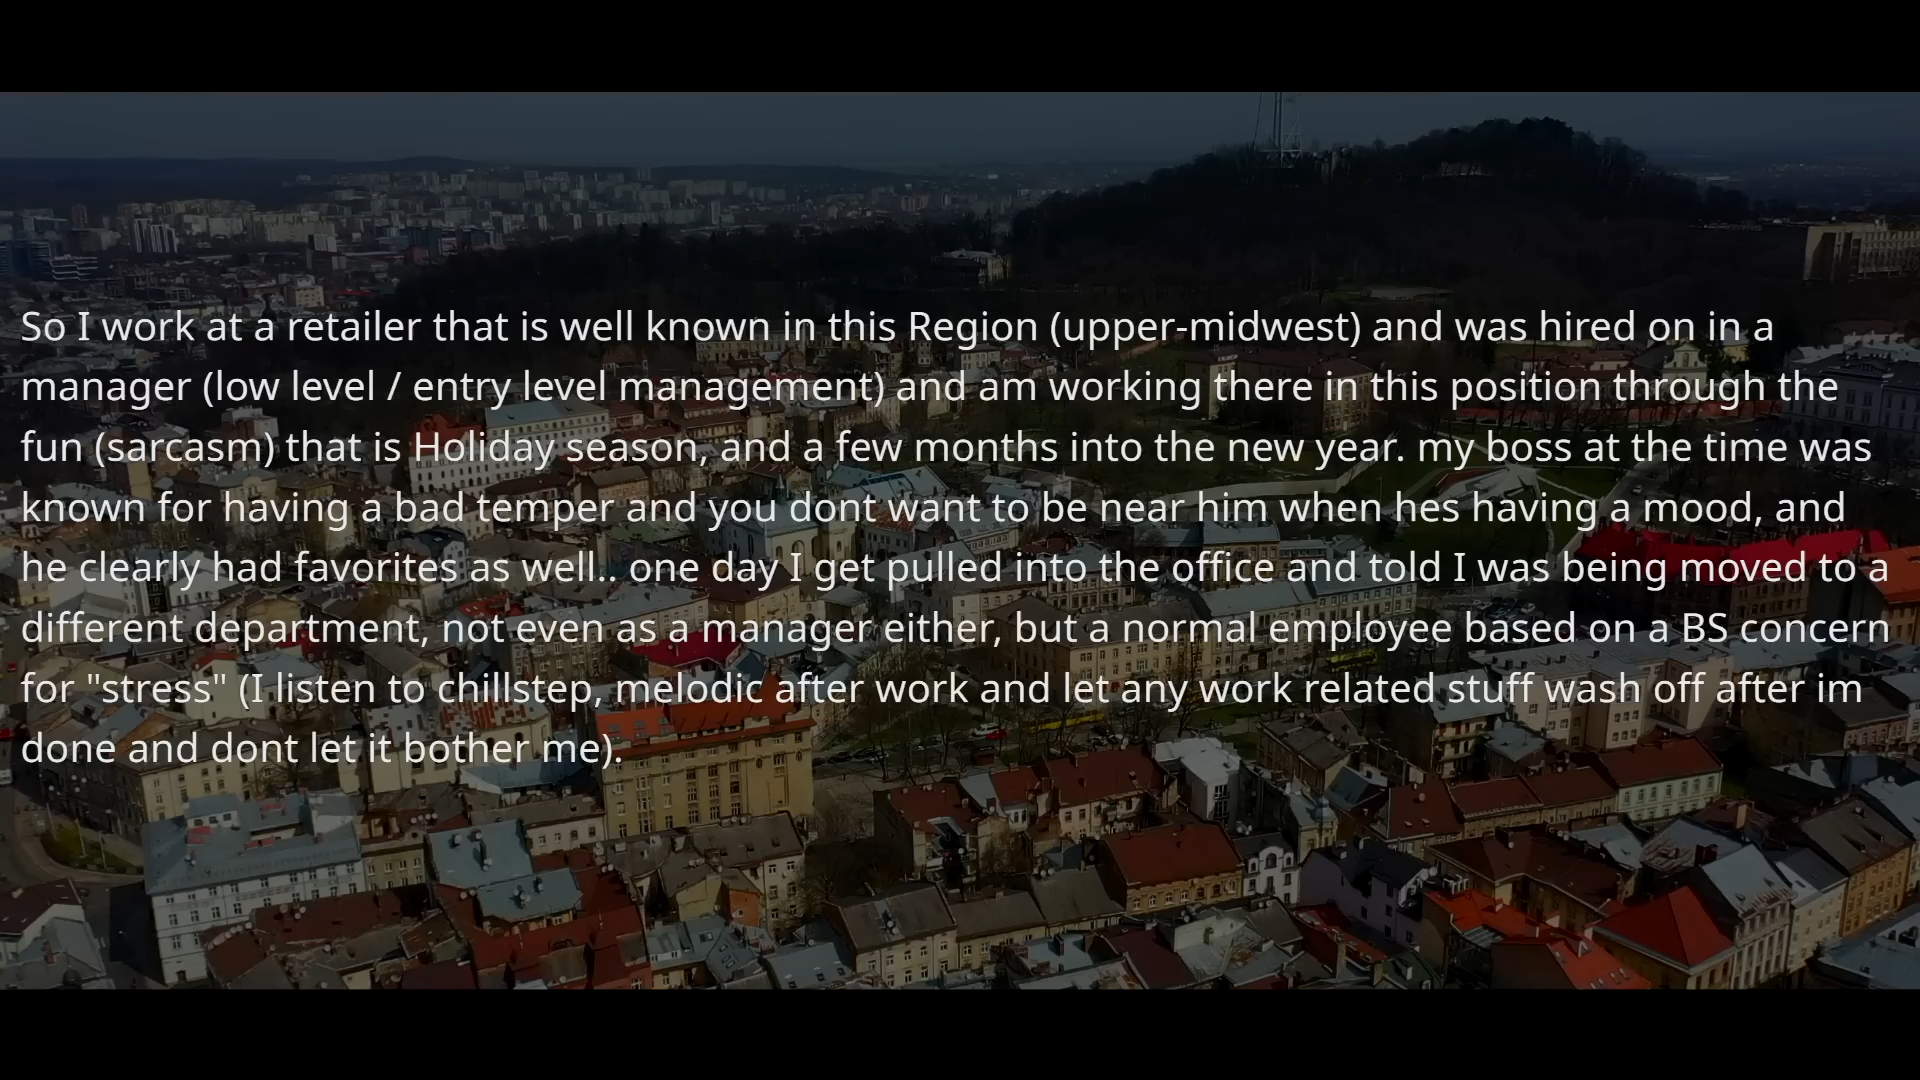 So I work at a retailer that is well known in this Region (upper-midwest) and was hired on in a
manager (low level / entry level management) and am working there in this position through the
fun (sarcasm) that is Holiday season, and a few months into the new year. my boss at the time was
known for having a bad temper and you dont want to be near him when hes having a mood, and
he clearly had favorites as well.. one day I get pulled into the office and told I was being moved to a
different department, not even as a manager either, but a normal employee based on a BS concern
for "stress" (I listen to chillstep, melodic after work and let any work related stuff wash off after im
done and dont let it bother me).